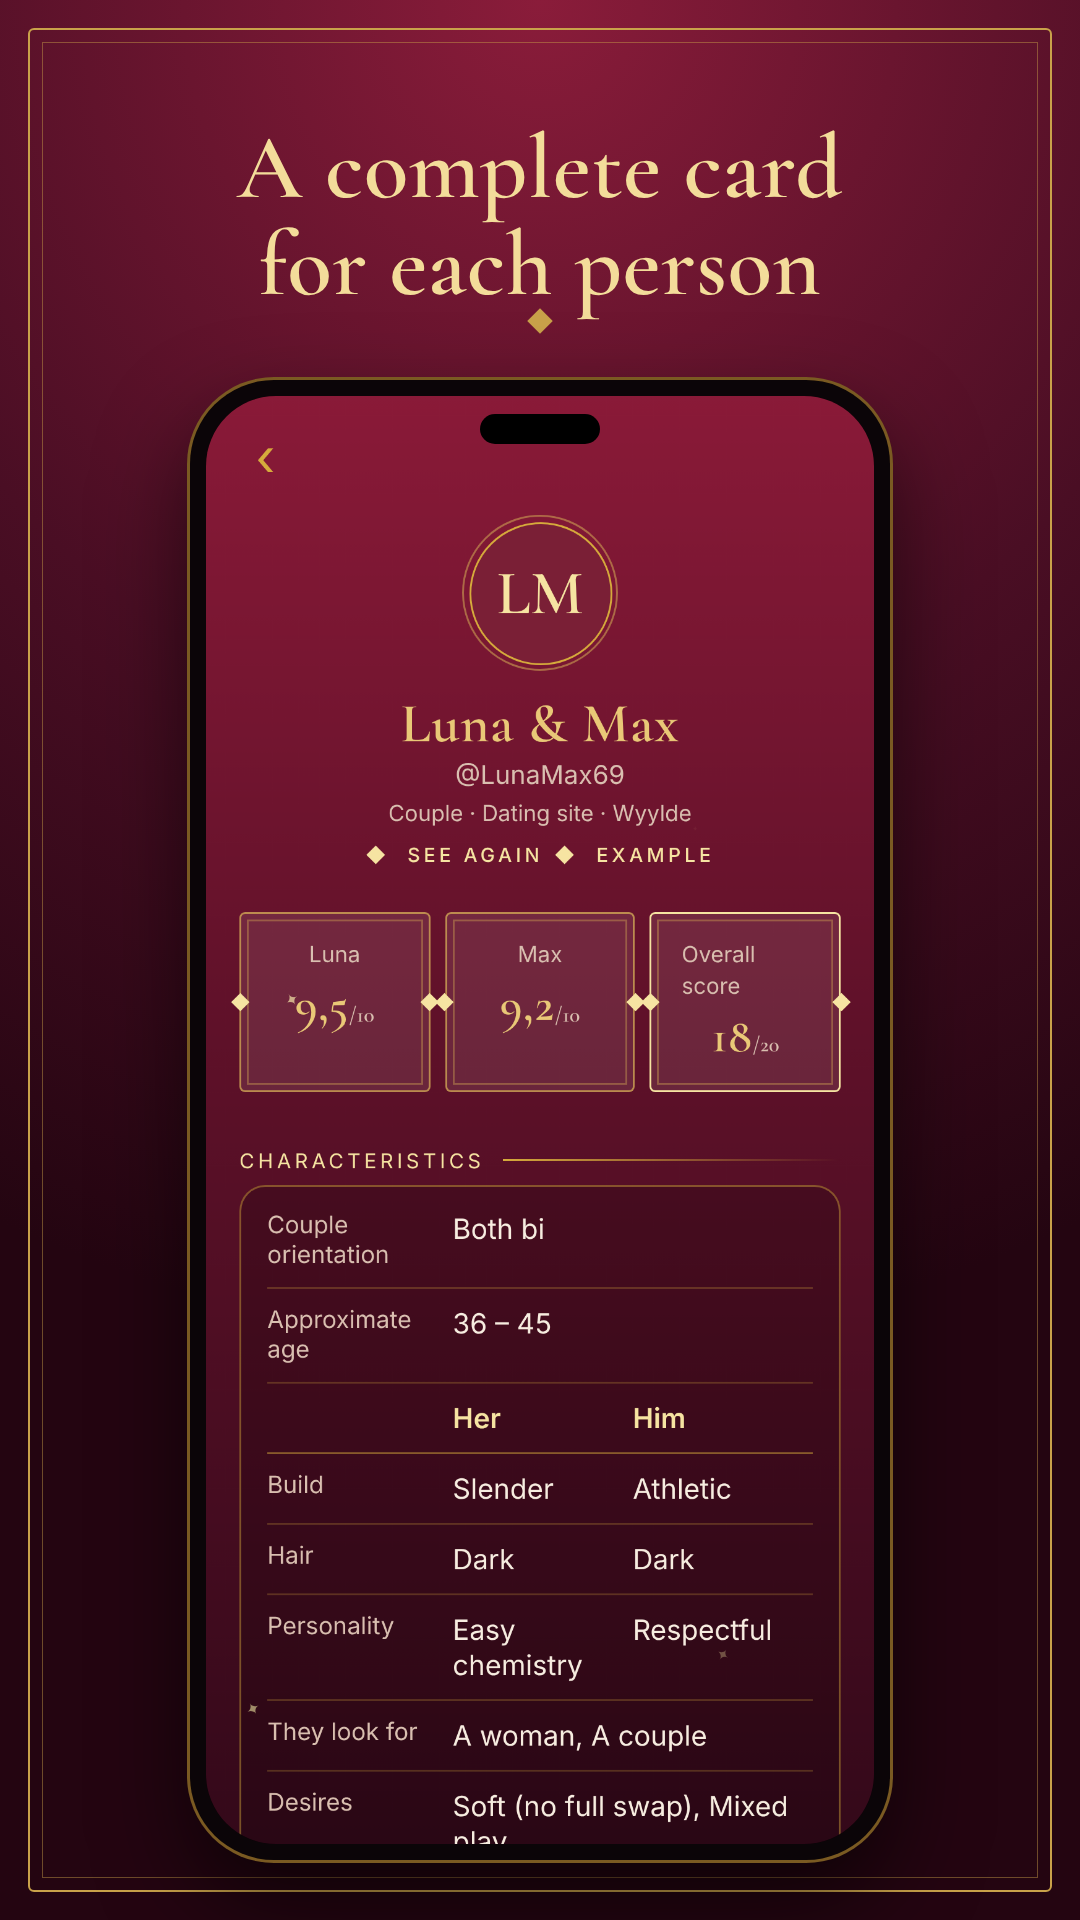 A complete card
for each person
LM
Luna & Max
@LunaMax69
Couple · Dating site · Wyylde
SEE AGAIN EXAMPLE
Luna
9,5/10
Max
9,2/10
Overall
score
18/20
CHARACTERISTICS
Couple
orientation
Both bi
Approximate
age
36 – 45
Her Him
Build Slender Athletic
Hair Dark Dark
Personality Easy
chemistry Respectful
They look for A woman, A couple
Desires Soft (no full swap), Mixed
play